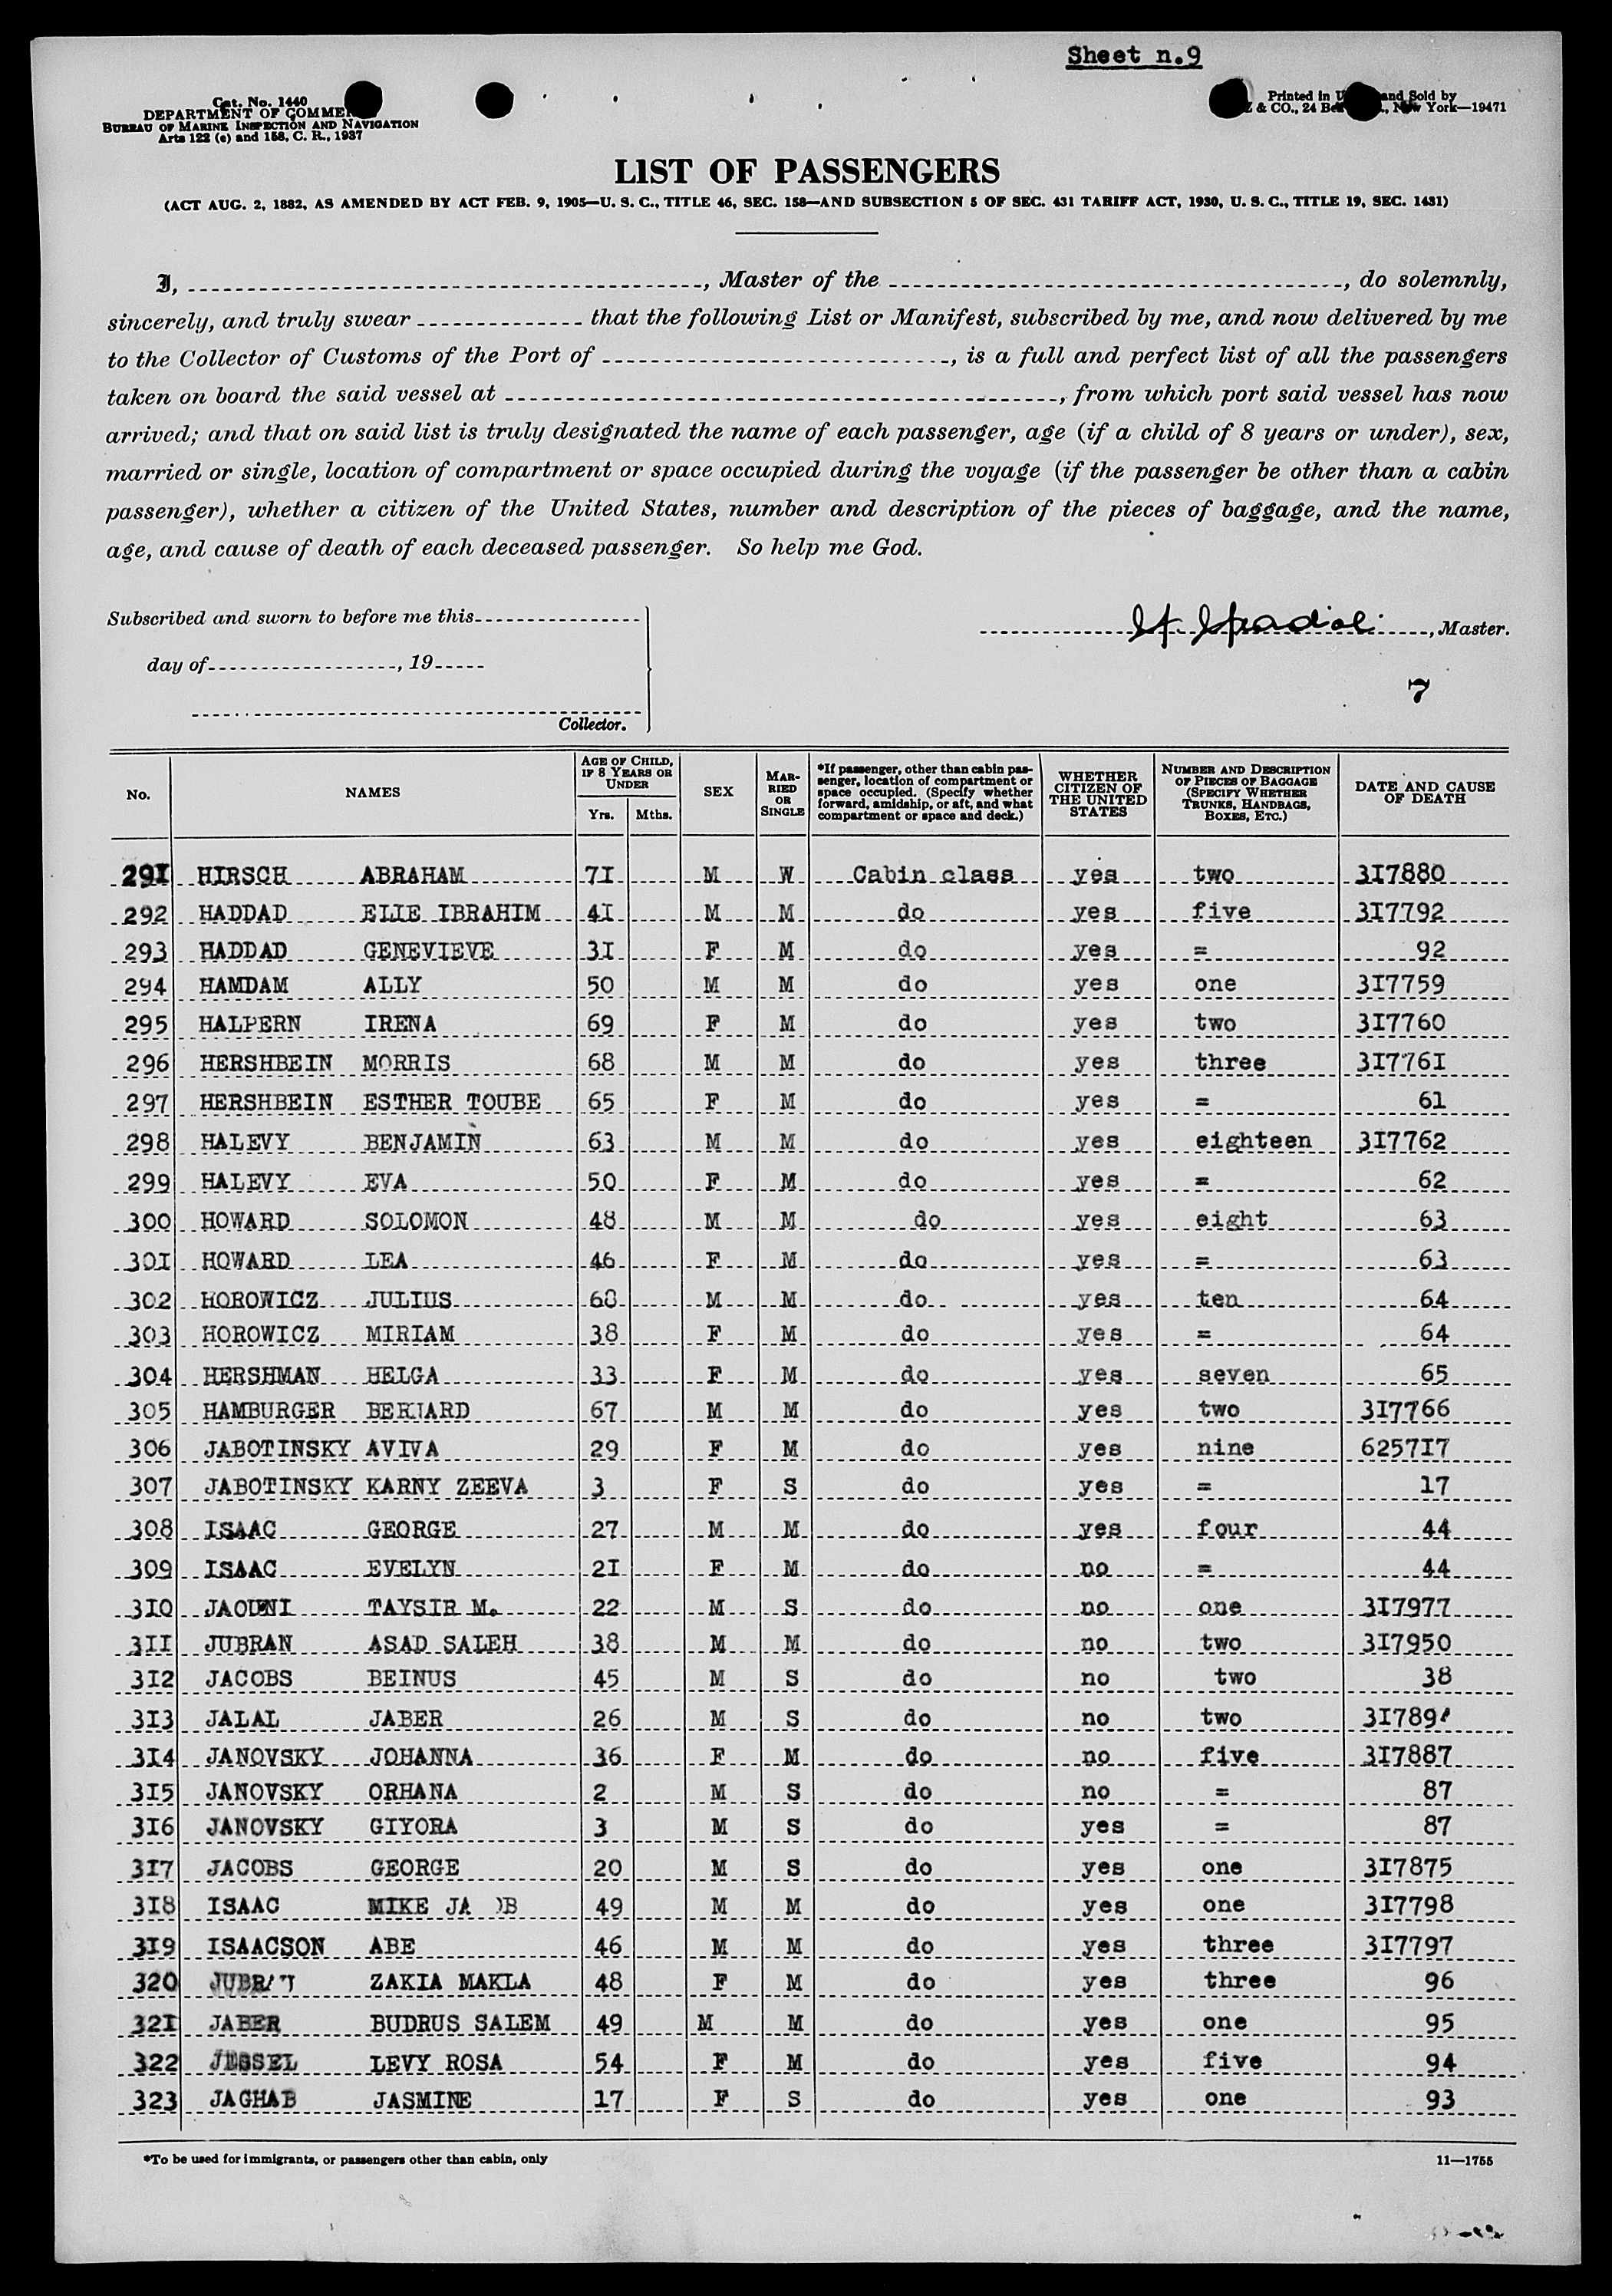 Sheet n.9
Cat. No. 1440
DEPARTMENT OF COMMERCE
BUREAU OF MARINE INSPECTION AND NAVIGATION
Arts 122 (e) and 158, C. R., 1937
Printed in and Sold by
& CO., 24 New York—19471
LIST OF PASSENGERS
(ACT AUG. 2, 1882, AS AMENDED BY ACT FEB. 9, 1905—U. S. C., TITLE 46, SEC. 158—AND SUBSECTION 5 OF SEC. 431 TARIFF ACT, 1930, U. S. C., TITLE 19, SEC. 1431)
I, , Master of the , do solemnly,
sincerely, and truly swear that the following List or Manifest, subscribed by me, and now delivered by me
to the Collector of Customs of the Port of , is a full and perfect list of all the passengers
taken on board the said vessel at , from which port said vessel has now
arrived; and that on said list is truly designated the name of each passenger, age (if a child of 8 years or under), sex,
married or single, location of compartment or space occupied during the voyage (if the passenger be other than a cabin
passenger), whether a citizen of the United States, number and description of the pieces of baggage, and the name,
age, and cause of death of each deceased passenger. So help me God.
Subscribed and sworn to before me this
, Master.
day of , 19
7
Collector.
No. NAMES AGE OF CHILD, IF 8 YEARS OR UNDER Yrs. Mths. SEX MARRIED OR SINGLE *If passenger, other than cabin passenger, location of compartment or space occupied. (Specify whether forward, amidship, or aft, and what compartment or space and deck.) WHETHER CITIZEN OF THE UNITED STATES NUMBER AND DESCRIPTION OF PIECES OF BAGGAGE (SPECIFY WHETHER TRUNKS, HANDBAGS, BOXES, ETC.) DATE AND CAUSE OF DEATH
291 HIRSCH ABRAHAM 71 M W Cabin class yes two 317880
292 HADDAD ELIE IBRAHIM 41 M M do yes five 317792
293 HADDAD GENEVIEVE 31 F M do yes = 92
294 HAMDAM ALLY 50 M M do yes one 317759
295 HALPERN IRENA 69 F M do yes two 317760
296 HERSHBEIN MORRIS 68 M M do yes three 317761
297 HERSHBEIN ESTHER TOUBE 65 F M do yes = 61
298 HALEVY BENJAMIN 63 M M do yes eighteen 317762
299 HALEVY EVA 50 F M do yes = 62
300 HOWARD SOLOMON 48 M M do yes eight 63
301 HOWARD LEA 46 F M do yes = 63
302 HOROWICZ JULIUS M M do yes ten 64
303 HOROWICZ MIRIAM 38 F M do yes = 64
304 HERSHMAN HELGA 33 F M do yes seven 65
305 HAMBURGER BERNARD 67 M M do yes two 317766
306 JABOTINSKY AVIVA 29 F M do yes nine 625717
307 JABOTINSKY KARNY ZEEVA 3 F S do yes = 17
308 ISAAC GEORGE 27 M M do yes four 44
309 ISAAC EVELYN 21 F M do no = 44
310 TAYSIR M. 22 M S do no one 317977
311 JUBRAN ASAD SALEH 38 M M do no two 317950
312 JACOBS BEINUS 45 M S do no two 38
313 JALAL JABER 26 M S do no two
314 JANOVSKY JOHANNA 36 F M do no five 317887
315 JANOVSKY ORHANA 2 M S do no = 87
316 JANOVSKY GIYORA 3 M S do yes = 87
317 JACOBS GEORGE 20 M S do yes one 317875
318 ISAAC MIKE 49 M M do yes one 317798
319 ISAACSON ABE 46 M M do yes three 317797
320 ZAKIA MAKLA 48 F M do yes three 96
321 JABER BUDRUS SALEM 49 M M do yes one 95
322 JESSEL LEVY ROSA 54 F M do yes five 94
323 JAGHAB JASMINE 17 F S do yes one 93
*To be used for immigrants, or passengers other than cabin, only
11—1755